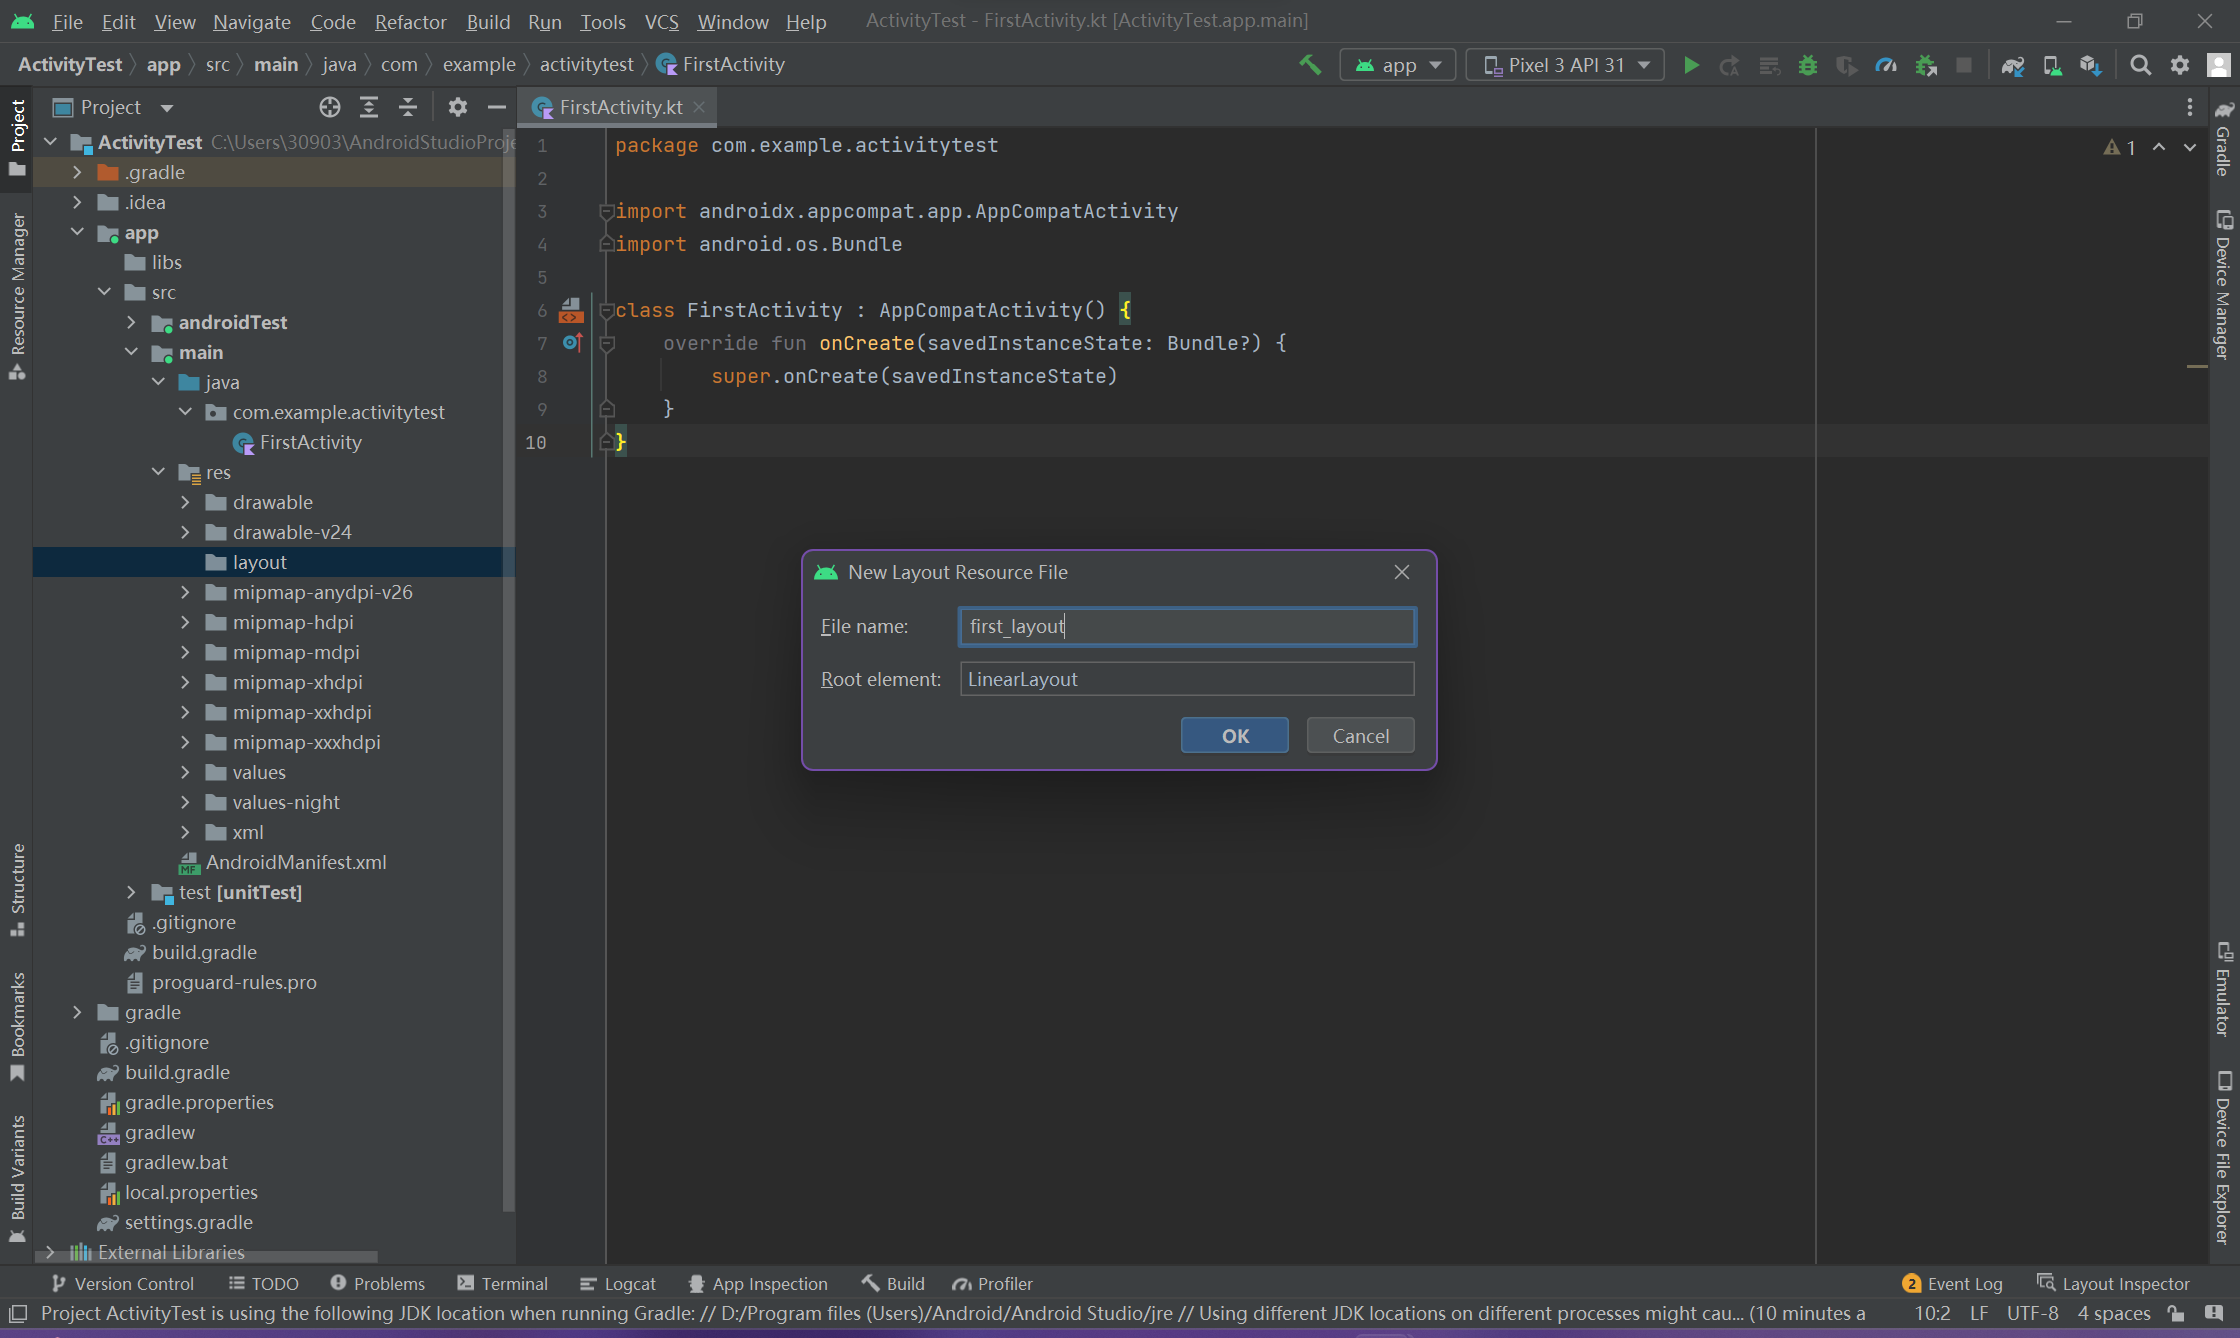 File Edit View Navigate Code Refactor Build Run Tools VCS Window Help ActivityTest - FirstActivity.kt [ActivityTest.app.main]
ActivityTest app src main java com example activitytest FirstActivity app Pixel 3 API 31
Project
FirstActivity.kt
ActivityTest C:\Users\30903\AndroidStudioProje
.gradle
.idea
app
libs
src
androidTest
main
java
com.example.activitytest
FirstActivity
res
drawable
drawable-v24
layout
mipmap-anydpi-v26
mipmap-hdpi
mipmap-mdpi
mipmap-xhdpi
mipmap-xxhdpi
mipmap-xxxhdpi
values
values-night
xml
AndroidManifest.xml
test [unitTest]
.gitignore
build.gradle
proguard-rules.pro
gradle
.gitignore
build.gradle
gradle.properties
gradlew
gradlew.bat
local.properties
settings.gradle
External Libraries
1 package com.example.activitytest
2
3 import androidx.appcompat.app.AppCompatActivity
4 import android.os.Bundle
5
6 class FirstActivity : AppCompatActivity() {
7 override fun onCreate(savedInstanceState: Bundle?) {
8 super.onCreate(savedInstanceState)
9 }
10 }
1
New Layout Resource File
File name: first_layout
Root element: LinearLayout
OK Cancel
Project
Resource Manager
Structure
Bookmarks
Build Variants
Gradle
Device Manager
Emulator
Device File Explorer
Version Control TODO Problems Terminal Logcat App Inspection Build Profiler 2 Event Log Layout Inspector
Project ActivityTest is using the following JDK location when running Gradle: // D:/Program files (Users)/Android/Android Studio/jre // Using different JDK locations on different processes might cau... (10 minutes a 10:2 LF UTF-8 4 spaces